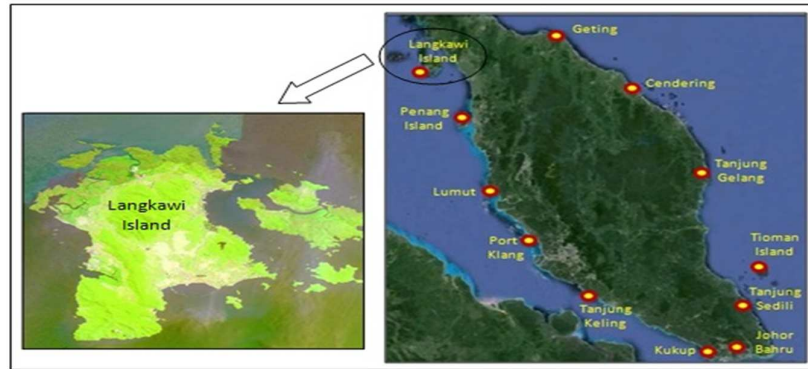 Langkawi
Island
Langkawi
Island
Geting
Cendering
Penang
Island
Tanjung
Gelang
Lumut
Port
Klang
Tioman
Island
Tanjung
Sedili
Tanjung
Keling
Kukup
Johor
Bahru